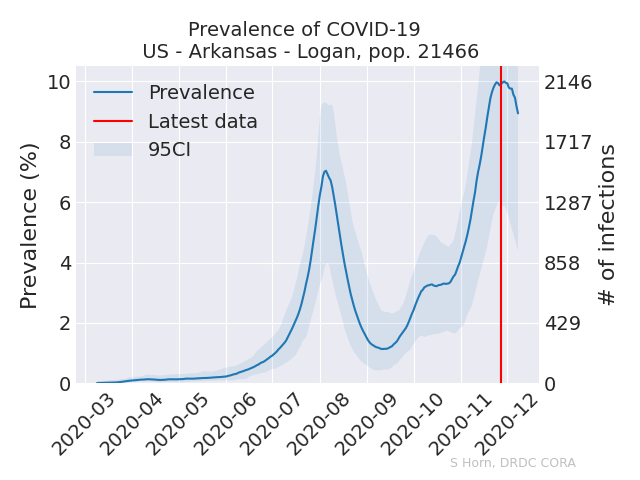 Prevalence of COVID-19
US - Arkansas - Logan, pop. 21466
Prevalence (%)
10
8
6
4
2
0
Prevalence
Latest data
95CI
2146
1717
1287
858
429
0
# of infections
2020-03
2020-04
2020-05
2020-06
2020-07
2020-08
2020-09
2020-10
2020-11
2020-12
S Horn, DRDC CORA